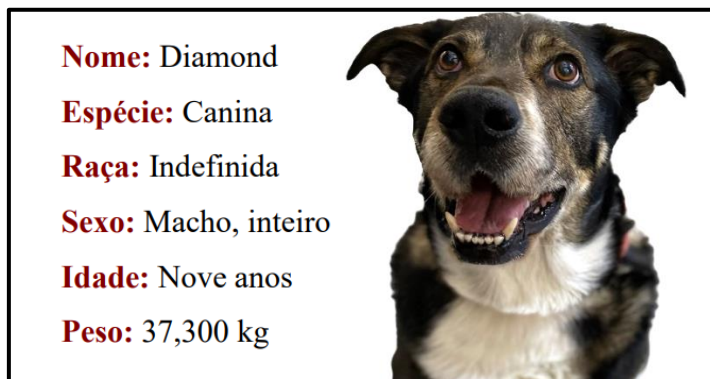 Nome: Diamond
Espécie: Canina
Raça: Indefinida
Sexo: Macho, inteiro
Idade: Nove anos
Peso: 37,300 kg